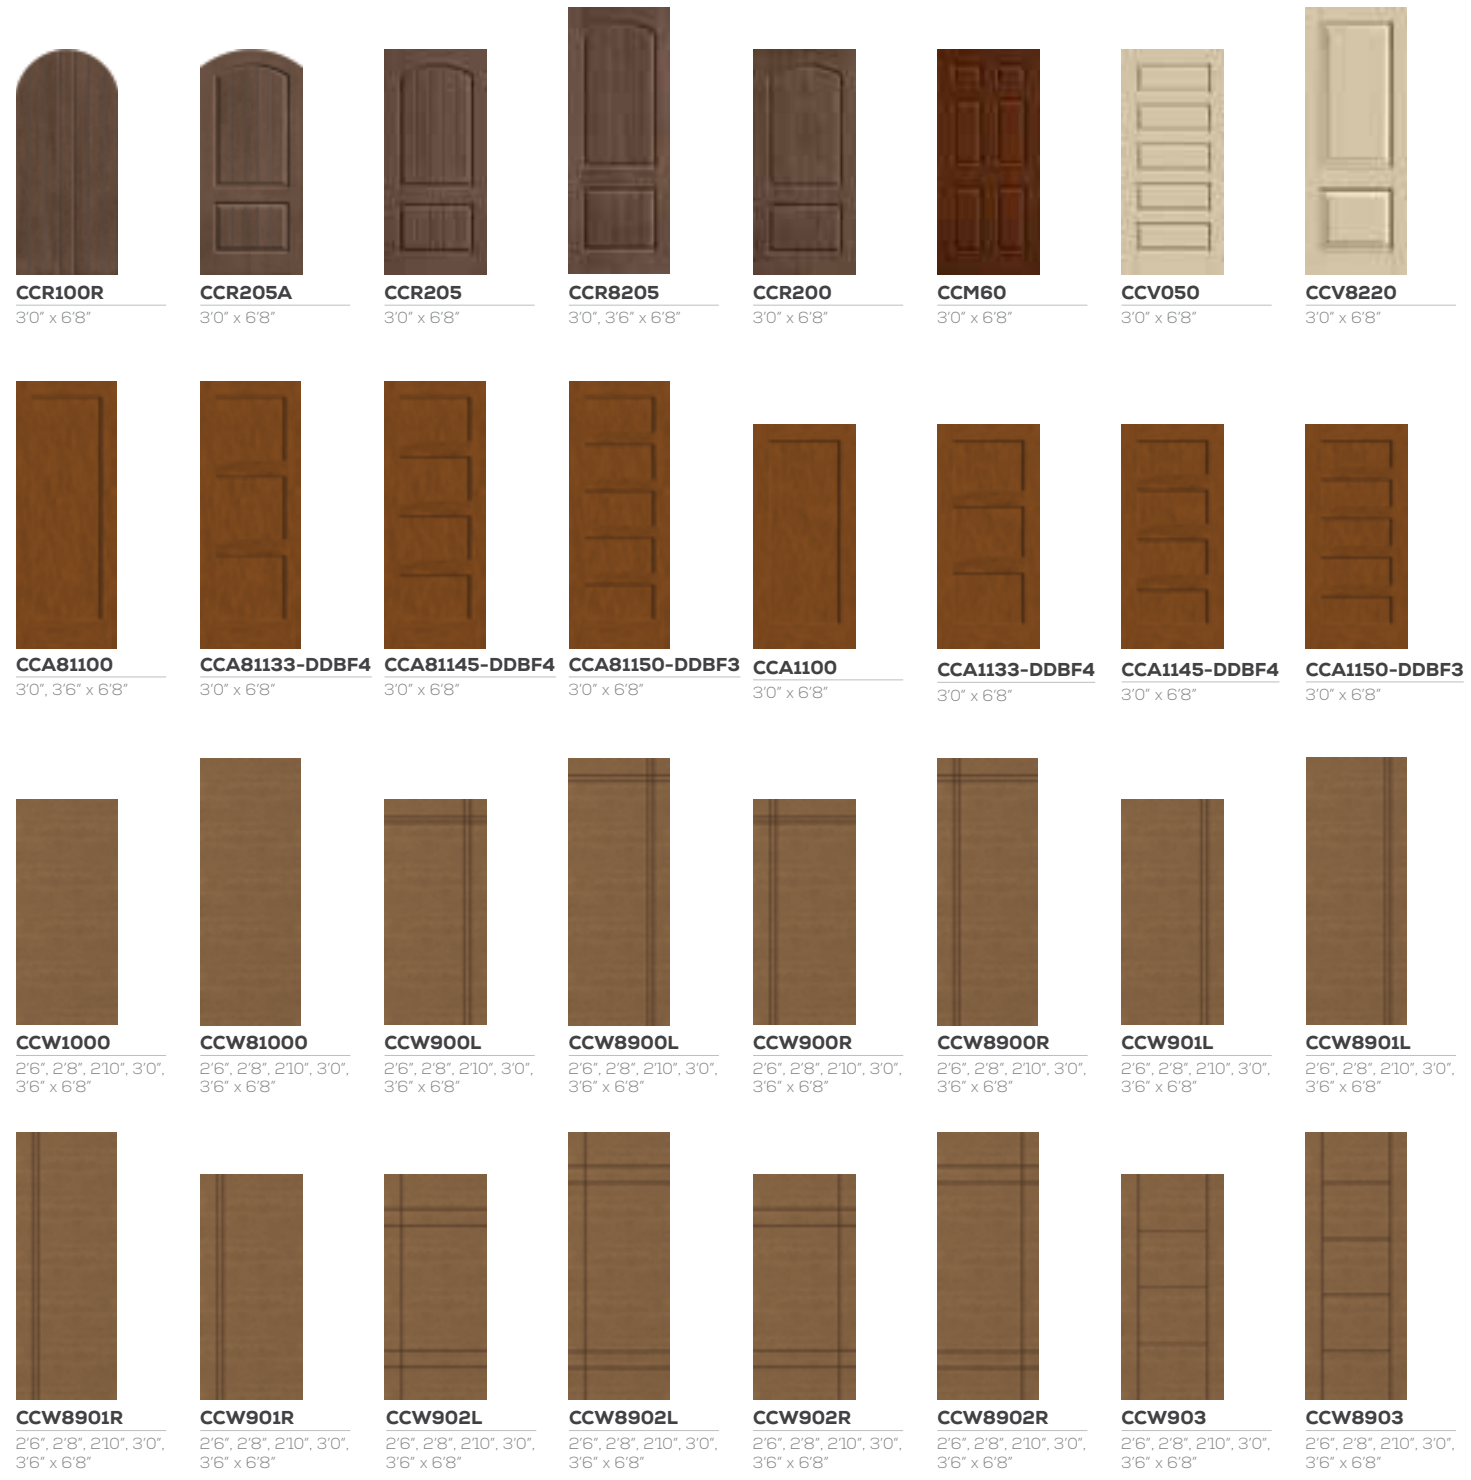 CCR100R
3'0" x 6'8"
CCR205A
3'0" x 6'8"
CCR205
3'0" x 6'8"
CCR8205
3'0", 3'6" x 6'8"
CCR200
3'0" x 6'8"
CCM60
3'0" x 6'8"
CCV050
3'0" x 6'8"
CCV8220
3'0" x 6'8"
CCA81100
3'0", 3'6" x 6'8"
CCA81133-DDBF4
3'0" x 6'8"
CCA81145-DDBF4
3'0" x 6'8"
CCA81150-DDBF3
3'0" x 6'8"
CCA1100
3'0" x 6'8"
CCA1133-DDBF4
3'0" x 6'8"
CCA1145-DDBF4
3'0" x 6'8"
CCA1150-DDBF3
3'0" x 6'8"
CCW1000
2'6", 2'8", 2'10", 3'0",
3'6" x 6'8"
CCW81000
2'6", 2'8", 2'10", 3'0",
3'6" x 6'8"
CCW900L
2'6", 2'8", 2'10", 3'0",
3'6" x 6'8"
CCW8900L
2'6", 2'8", 2'10", 3'0",
3'6" x 6'8"
CCW900R
2'6", 2'8", 2'10", 3'0",
3'6" x 6'8"
CCW8900R
2'6", 2'8", 2'10", 3'0",
3'6" x 6'8"
CCW901L
2'6", 2'8", 2'10", 3'0",
3'6" x 6'8"
CCW8901L
2'6", 2'8", 2'10", 3'0",
3'6" x 6'8"
CCW8901R
2'6", 2'8", 2'10", 3'0",
3'6" x 6'8"
CCW901R
2'6", 2'8", 2'10", 3'0",
3'6" x 6'8"
CCW902L
2'6", 2'8", 2'10", 3'0",
3'6" x 6'8"
CCW8902L
2'6", 2'8", 2'10", 3'0",
3'6" x 6'8"
CCW902R
2'6", 2'8", 2'10", 3'0",
3'6" x 6'8"
CCW8902R
2'6", 2'8", 2'10", 3'0",
3'6" x 6'8"
CCW903
2'6", 2'8", 2'10", 3'0",
3'6" x 6'8"
CCW8903
2'6", 2'8", 2'10", 3'0",
3'6" x 6'8"